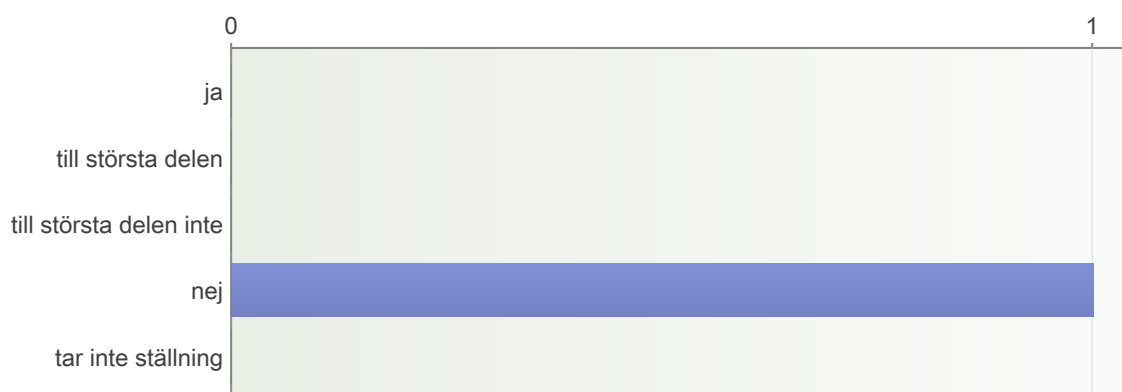 0 1
ja
till största delen
till största delen inte
nej
tar inte ställning